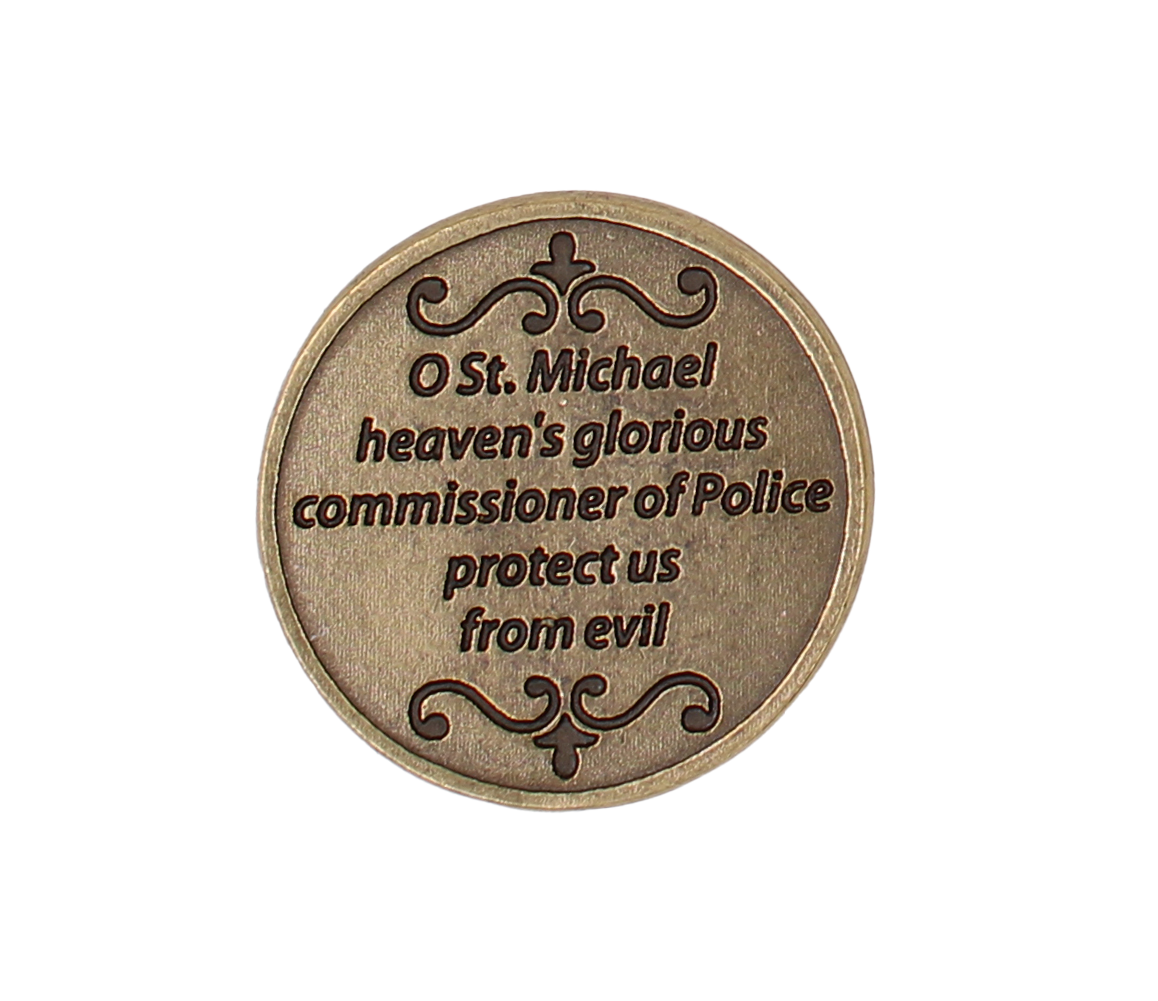 O St. Michael
heaven's glorious
commissioner of Police
protect us
from evil